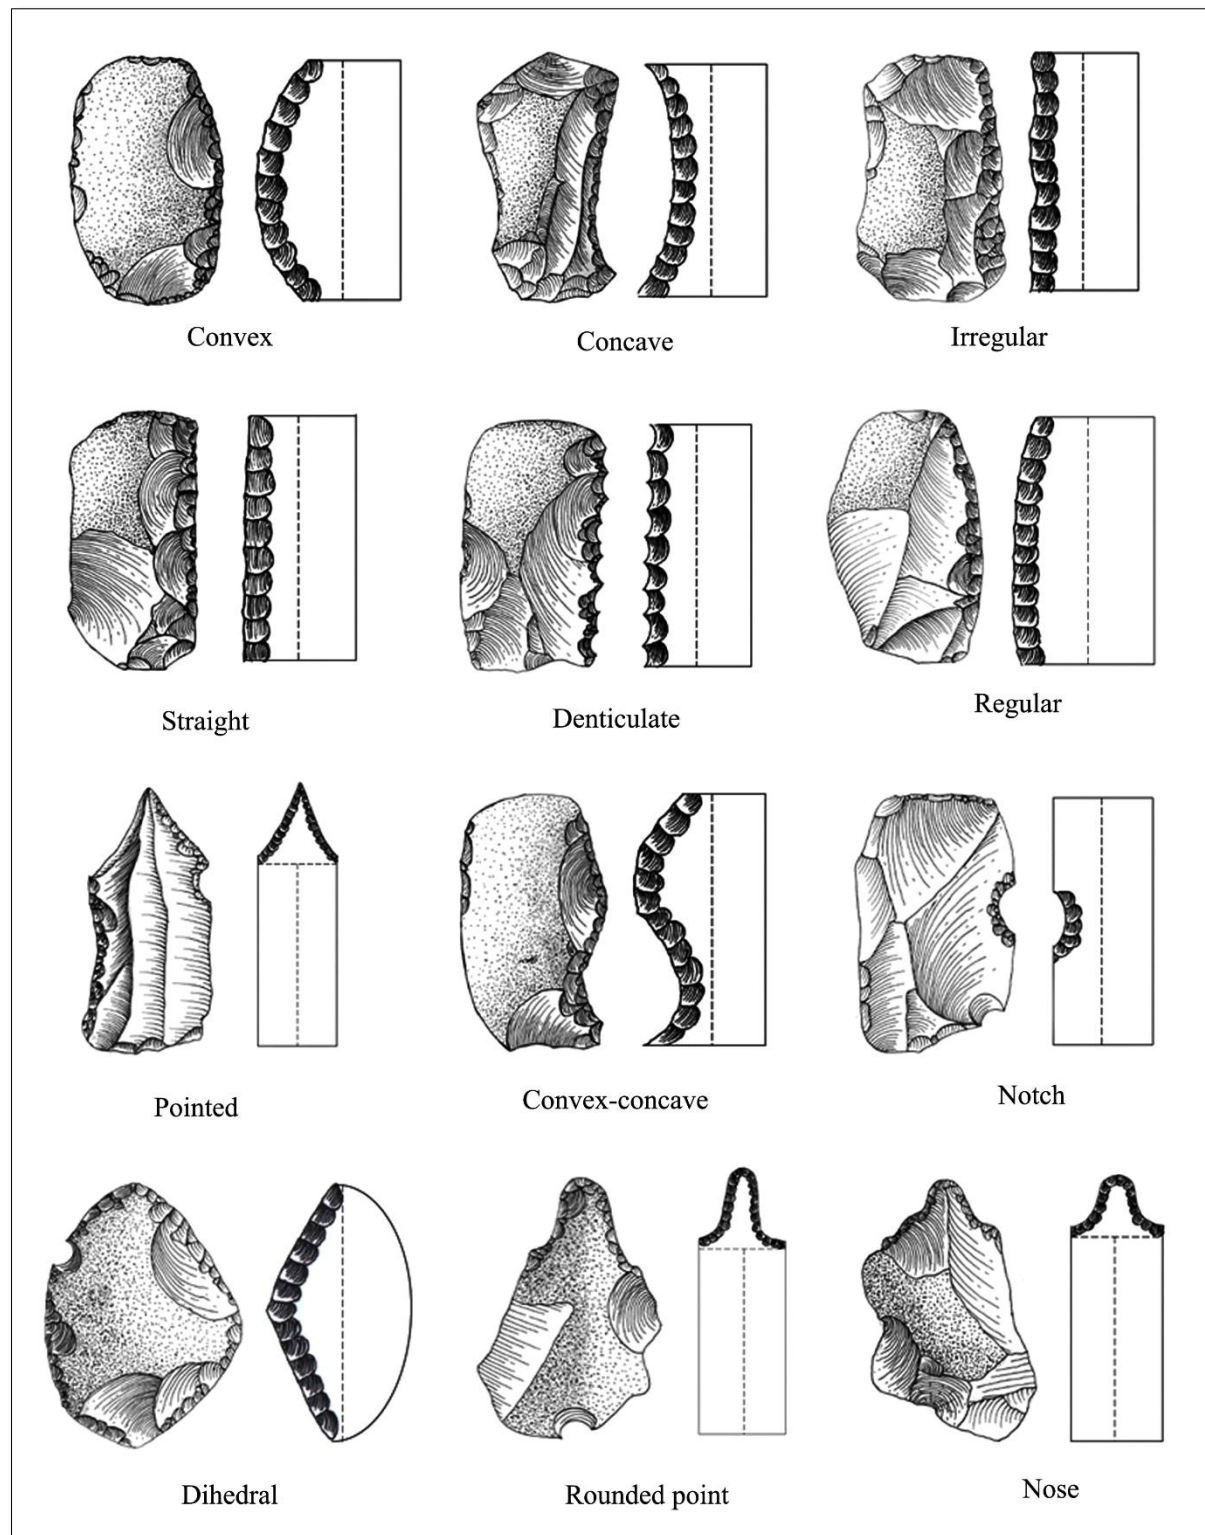 Convex
Concave
Irregular
Straight
Denticulate
Regular
Pointed
Convex-concave
Notch
Dihedral
Rounded point
Nose